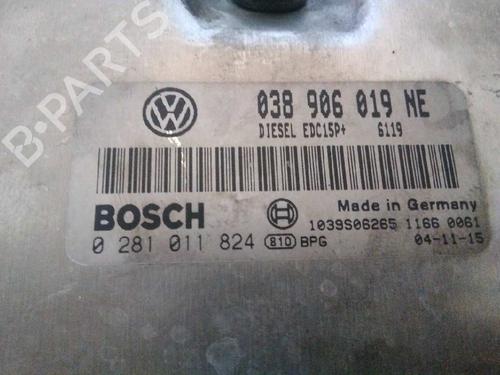 038 906 019 NE
DIESEL EDC15P+ 6119
Made in Germany
BOSCH
1039S06265 1166 0061
0 281 011 824 810 BPG 04-11-15
B-PARTS